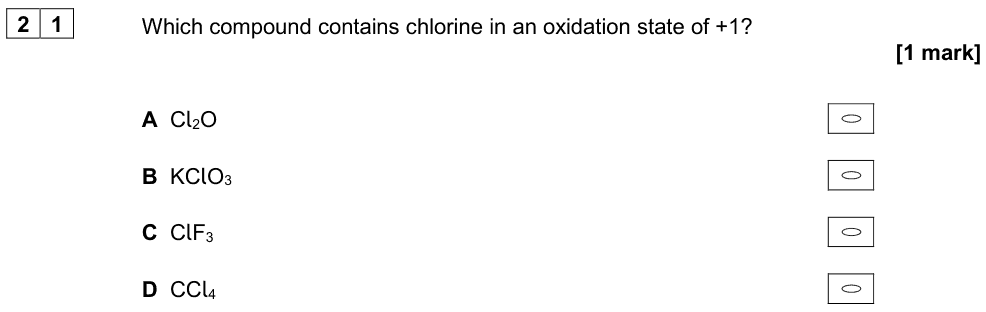 2 1 Which compound contains chlorine in an oxidation state of +1?
[1 mark]
A Cl₂O
B KClO₃
C ClF₃
D CCl₄